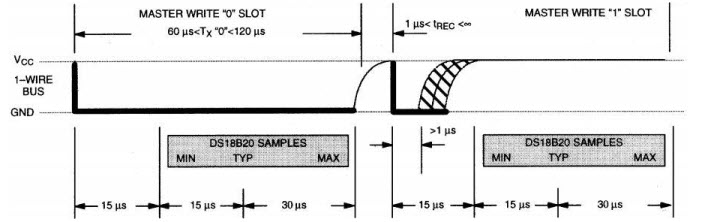 MASTER WRITE "0" SLOT
MASTER WRITE "1" SLOT
60 µs<Tx "0"<120 µs
1 µs< tREC <∞
VCC
1–WIRE
BUS
GND
>1 µs
DS18B20 SAMPLES
MIN TYP MAX
DS18B20 SAMPLES
MIN TYP MAX
15 µs 15 µs 30 µs 15 µs 15 µs 30 µs